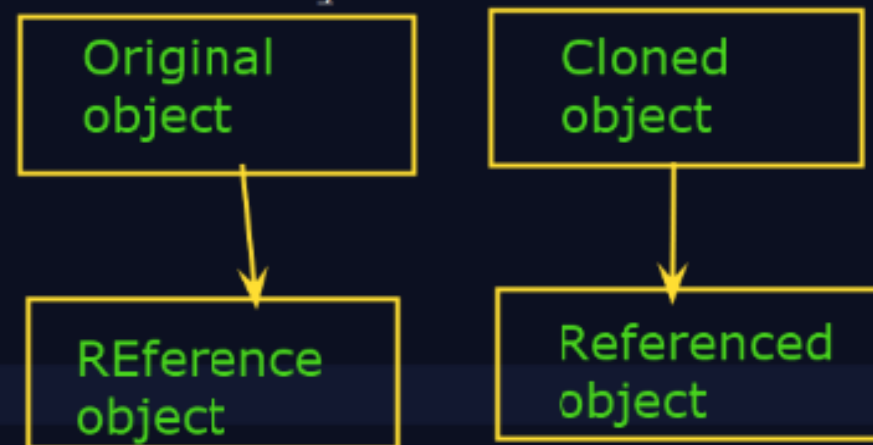 Original
object
Cloned
object
REference
object
Referenced
object